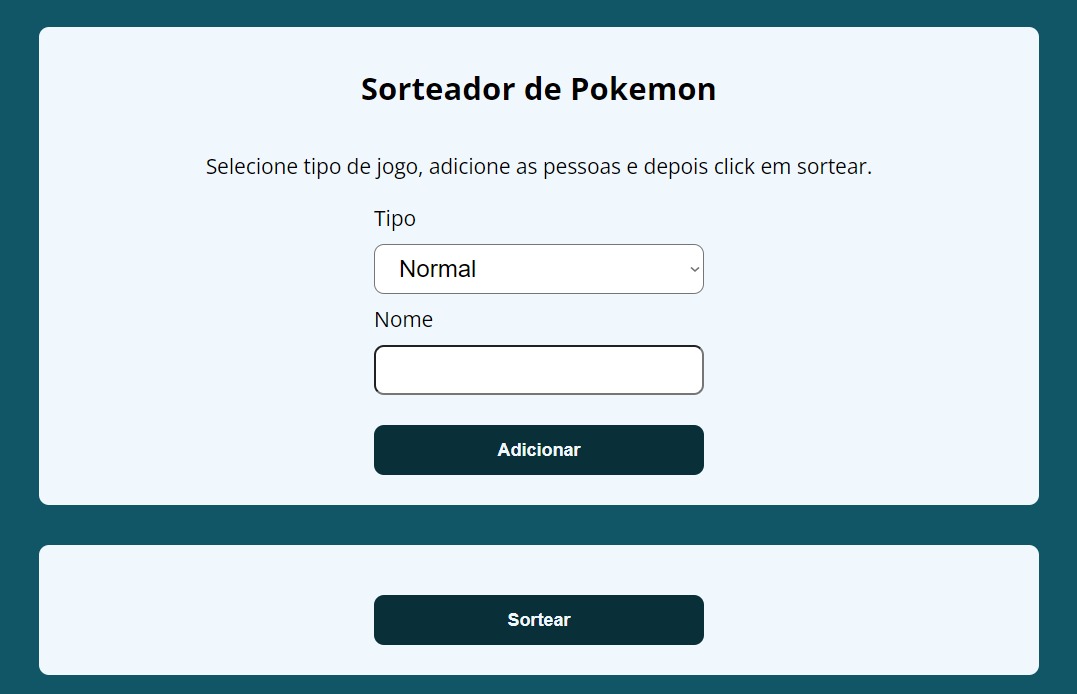 Sorteador de Pokemon
Selecione tipo de jogo, adicione as pessoas e depois click em sortear.
Tipo
Normal
Nome
Adicionar
Sortear